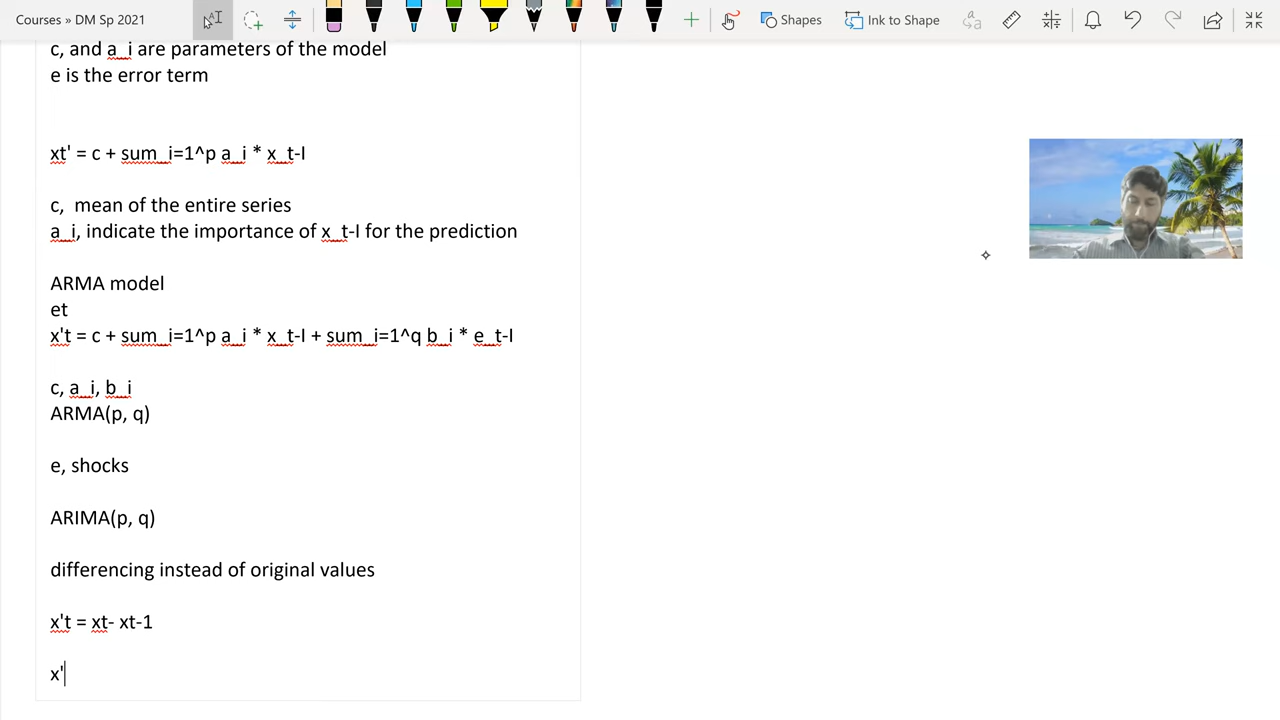 Courses » DM Sp 2021
Shapes
Ink to Shape
c, and a_i are parameters of the model
e is the error term
xt' = c + sum_i=1^p a_i * x_t-I
c,  mean of the entire series
a_i, indicate the importance of x_t-I for the prediction
ARMA model
et
x't = c + sum_i=1^p a_i * x_t-I + sum_i=1^q b_i * e_t-I
c, a_i, b_i
ARMA(p, q)
e, shocks
ARIMA(p, q)
differencing instead of original values
x't = xt- xt-1
x'